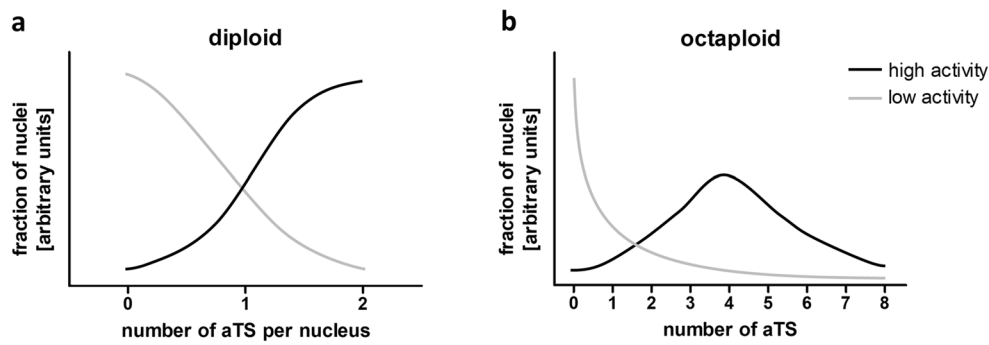 a
diploid
fraction of nuclei
[arbitrary units]
0 1 2
number of aTS per nucleus
b
octaploid
high activity
low activity
fraction of nuclei
[arbitrary units]
0 1 2 3 4 5 6 7 8
number of aTS